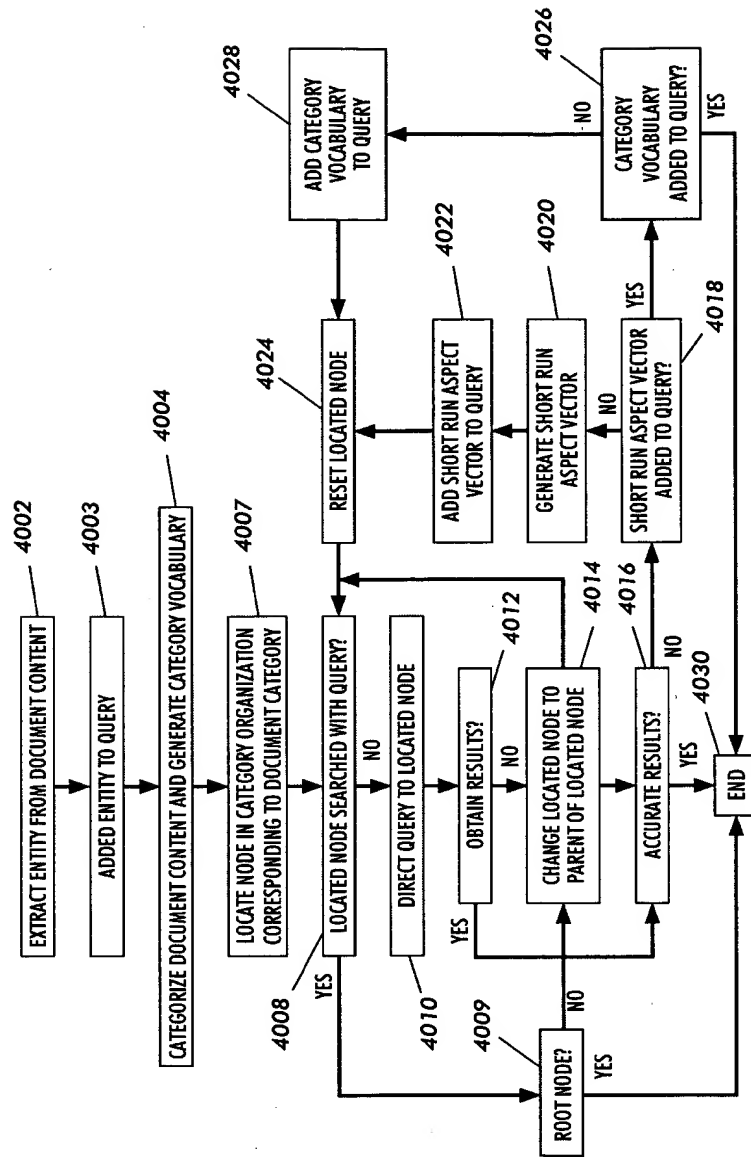 4002
EXTRACT ENTITY FROM DOCUMENT CONTENT
4003
ADDED ENTITY TO QUERY
4004
CATEGORIZE DOCUMENT CONTENT AND GENERATE CATEGORY VOCABULARY
4007
LOCATE NODE IN CATEGORY ORGANIZATION
CORRESPONDING TO DOCUMENT CATEGORY
4008
LOCATED NODE SEARCHED WITH QUERY?
YES
NO
4010
DIRECT QUERY TO LOCATED NODE
4012
OBTAIN RESULTS?
YES
NO
4009
ROOT NODE?
NO
YES
4014
CHANGE LOCATED NODE TO
PARENT OF LOCATED NODE
4016
ACCURATE RESULTS?
NO
YES
4030
END
4024
RESET LOCATED NODE
4022
ADD SHORT RUN ASPECT
VECTOR TO QUERY
4020
GENERATE SHORT RUN
ASPECT VECTOR
NO
4018
SHORT RUN ASPECT VECTOR
ADDED TO QUERY?
YES
4028
ADD CATEGORY
VOCABULARY
TO QUERY
NO
4026
CATEGORY
VOCABULARY
ADDED TO QUERY?
YES